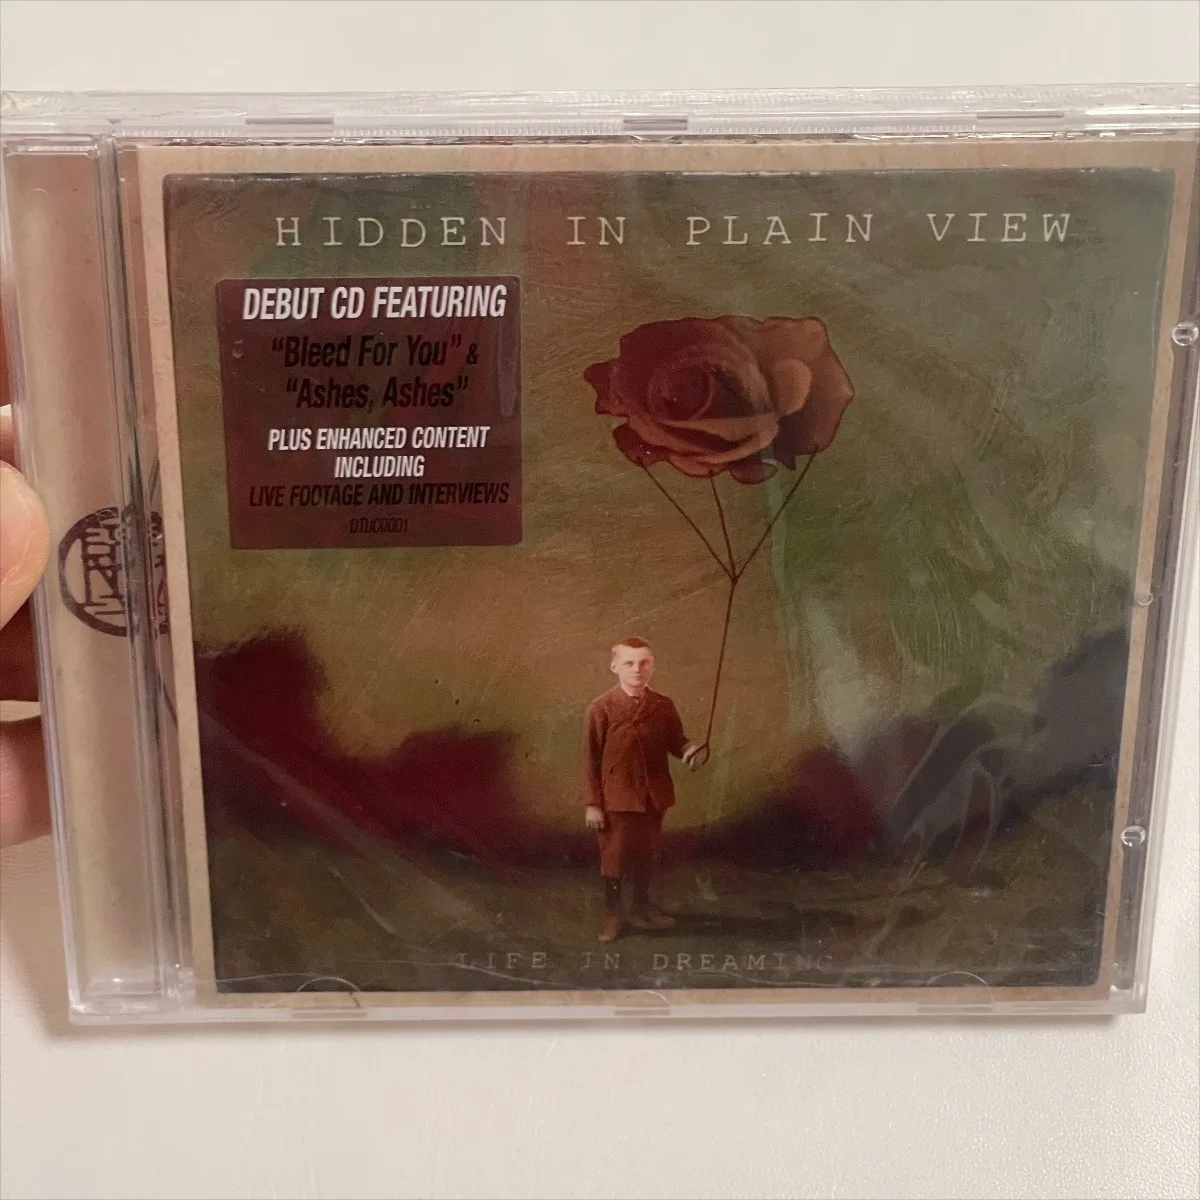 HIDDEN IN PLAIN VIEW
DEBUT CD FEATURING
"Bleed For You" &
"Ashes, Ashes"
PLUS ENHANCED CONTENT
INCLUDING
LIVE FOOTAGE AND INTERVIEWS
DTUC0001
LIFE IN DREAMING